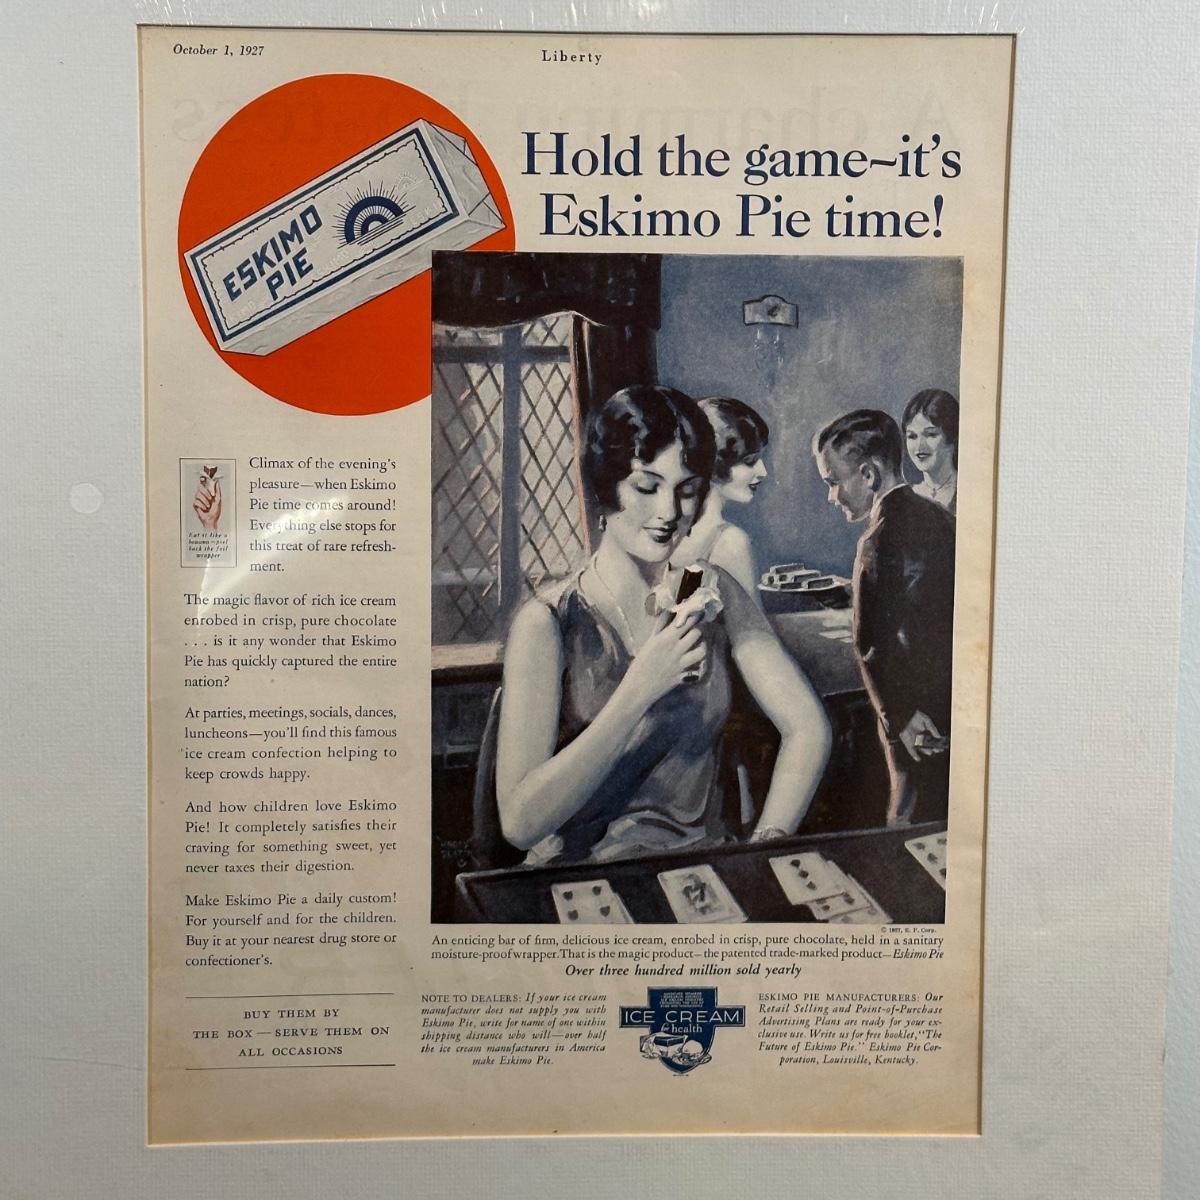 October 1, 1927
Liberty
Hold the game—it's
Eskimo Pie time!
ESKIMO
PIE
Climax of the evening's
pleasure—when Eskimo
Pie time comes around!
Everything else stops for
this treat of rare refresh-
ment.
Eat it like a
banana—peel
back the foil
wrapper
The magic flavor of rich ice cream
enrobed in crisp, pure chocolate
. . . is it any wonder that Eskimo
Pie has quickly captured the entire
nation?
At parties, meetings, socials, dances,
luncheons—you'll find this famous
ice cream confection helping to
keep crowds happy.
And how children love Eskimo
Pie! It completely satisfies their
craving for something sweet, yet
never taxes their digestion.
Make Eskimo Pie a daily custom!
For yourself and for the children.
Buy it at your nearest drug store or
confectioner's.
BUY THEM BY
THE BOX — SERVE THEM ON
ALL OCCASIONS
© 1927, E. P. Corp.
An enticing bar of firm, delicious ice cream, enrobed in crisp, pure chocolate, held in a sanitary
moisture-proof wrapper. That is the magic product—the patented trade-marked product—Eskimo Pie
Over three hundred million sold yearly
NOTE TO DEALERS: If your ice cream
manufacturer does not supply you with
Eskimo Pie, write for name of one within
shipping distance who will—over half
the ice cream manufacturers in America
make Eskimo Pie.
ICE CREAM
for health
ESKIMO PIE MANUFACTURERS: Our
Retail Selling and Point-of-Purchase
Advertising Plans are ready for your ex-
clusive use. Write us for free booklet, "The
Future of Eskimo Pie." Eskimo Pie Cor-
poration, Louisville, Kentucky.